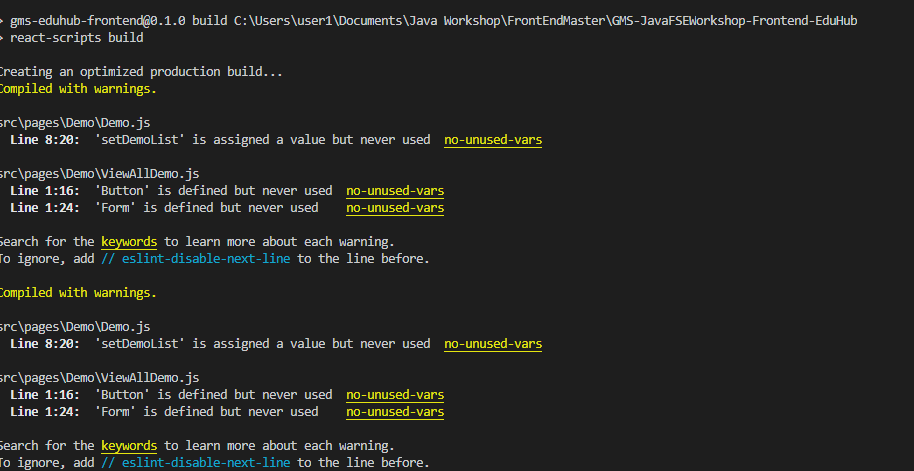 > gms-eduhub-frontend@0.1.0 build C:\Users\user1\Documents\Java Workshop\FrontEndMaster\GMS-JavaFSEWorkshop-Frontend-EduHub
> react-scripts build
Creating an optimized production build...
Compiled with warnings.
src\pages\Demo\Demo.js
Line 8:20:  'setDemoList' is assigned a value but never used  no-unused-vars
src\pages\Demo\ViewAllDemo.js
Line 1:16:  'Button' is defined but never used  no-unused-vars
Line 1:24:  'Form' is defined but never used    no-unused-vars
Search for the keywords to learn more about each warning.
To ignore, add // eslint-disable-next-line to the line before.
Compiled with warnings.
src\pages\Demo\Demo.js
Line 8:20:  'setDemoList' is assigned a value but never used  no-unused-vars
src\pages\Demo\ViewAllDemo.js
Line 1:16:  'Button' is defined but never used  no-unused-vars
Line 1:24:  'Form' is defined but never used    no-unused-vars
Search for the keywords to learn more about each warning.
To ignore, add // eslint-disable-next-line to the line before.